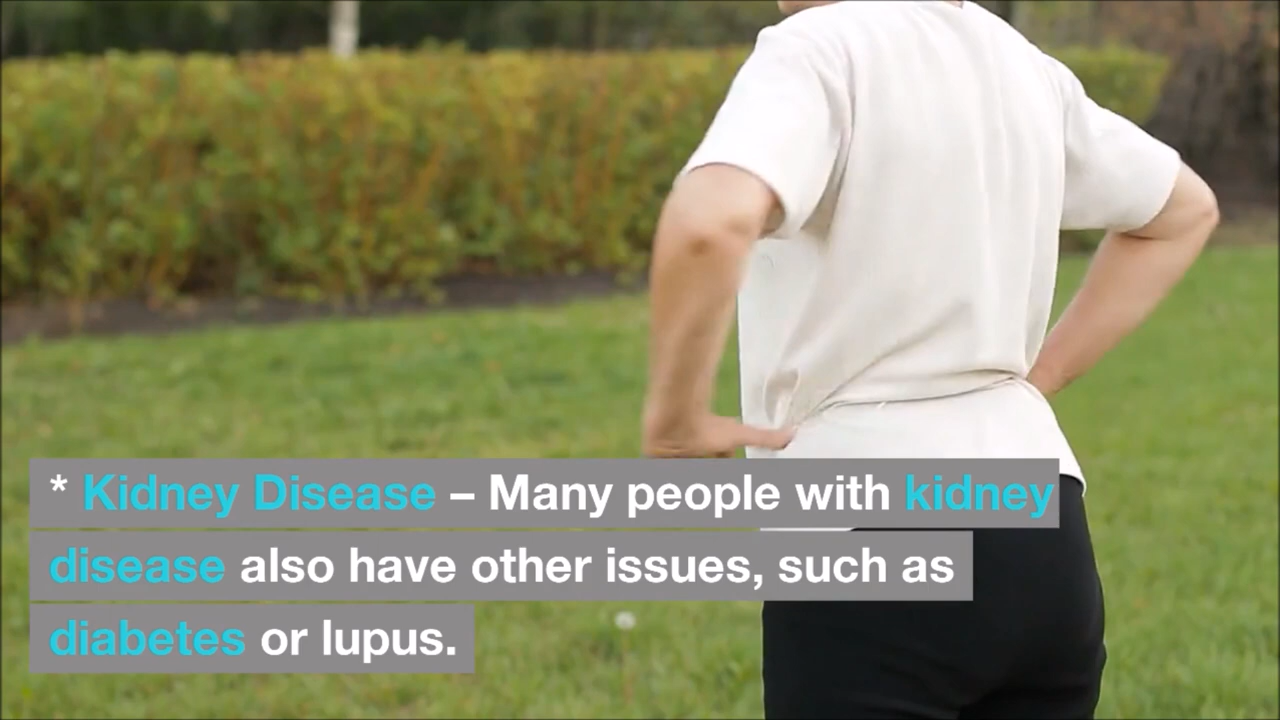 * Kidney Disease – Many people with kidney
disease also have other issues, such as
diabetes or lupus.